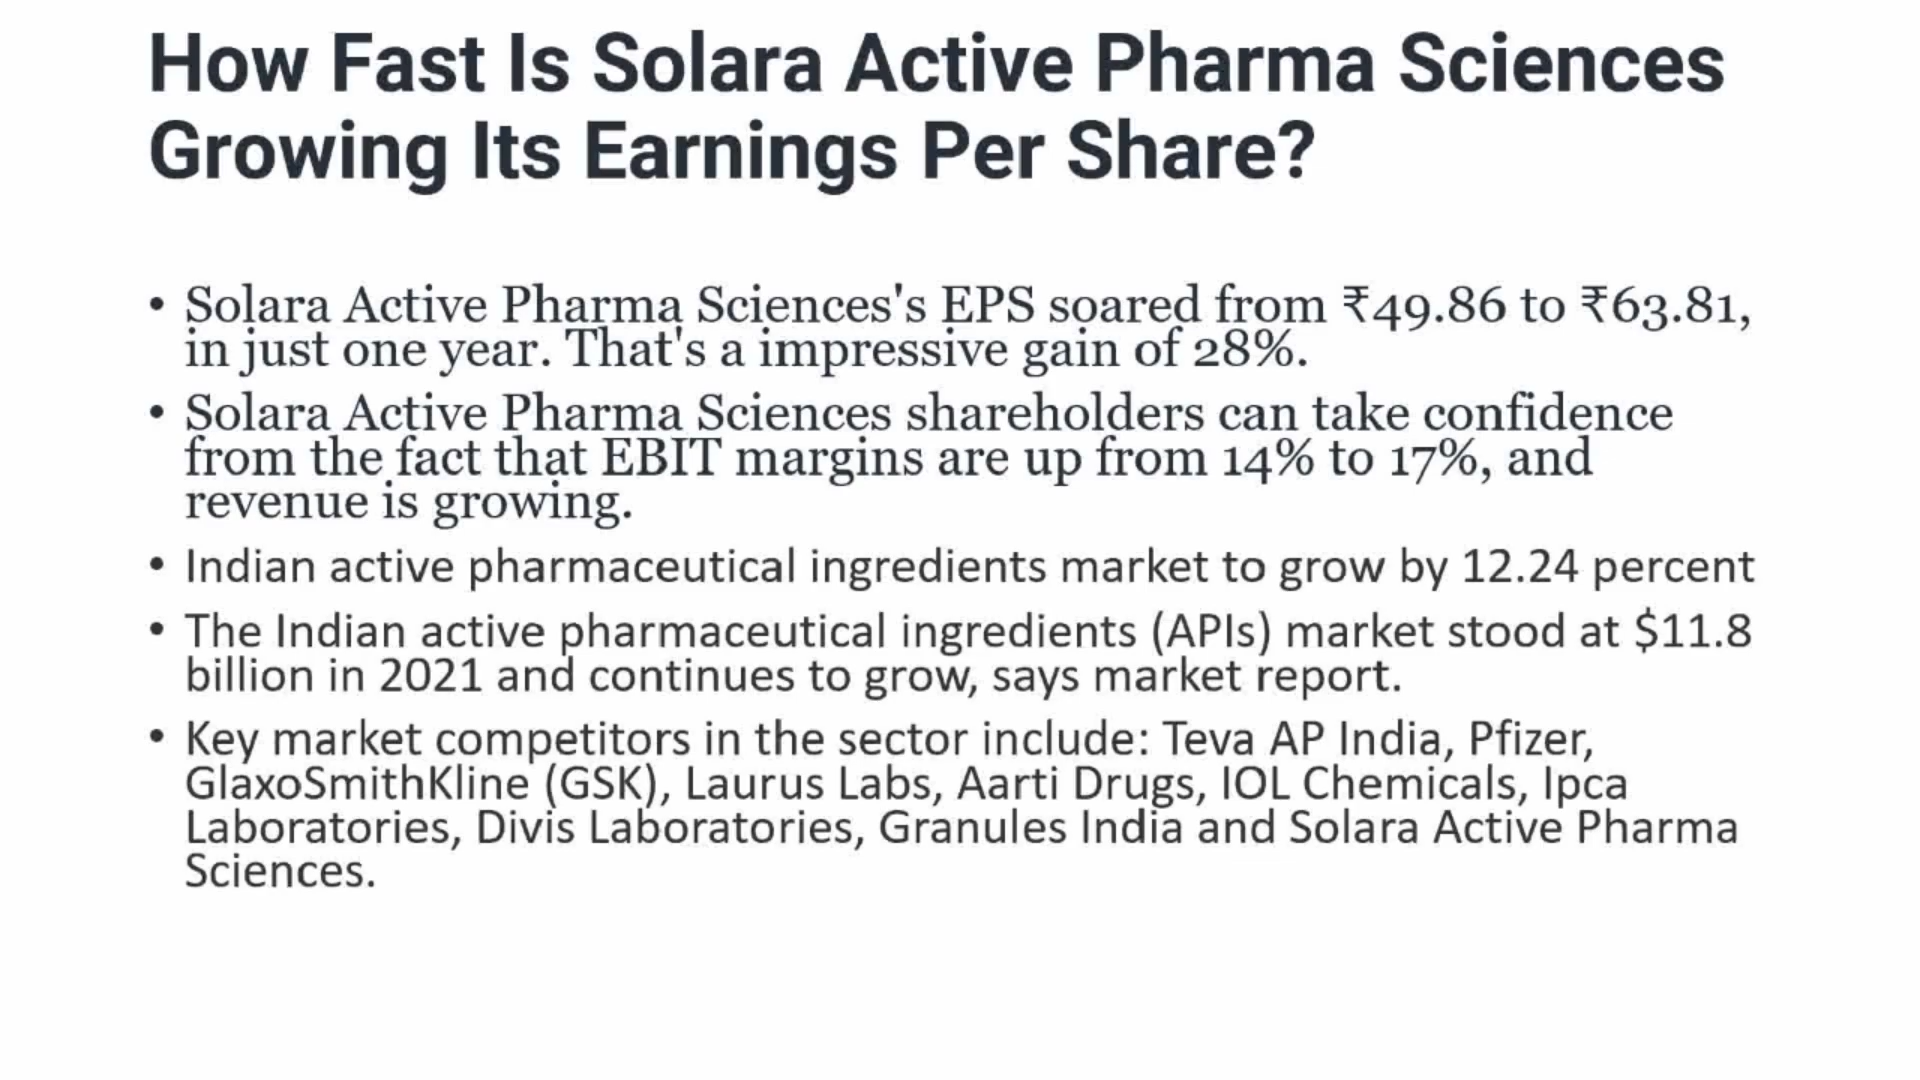 How Fast Is Solara Active Pharma Sciences
Growing Its Earnings Per Share?
• Solara Active Pharma Sciences's EPS soared from ₹49.86 to ₹63.81,
in just one year. That's a impressive gain of 28%.
• Solara Active Pharma Sciences shareholders can take confidence
from the fact that EBIT margins are up from 14% to 17%, and
revenue is growing.
• Indian active pharmaceutical ingredients market to grow by 12.24 percent
• The Indian active pharmaceutical ingredients (APIs) market stood at $11.8
billion in 2021 and continues to grow, says market report.
• Key market competitors in the sector include: Teva AP India, Pfizer,
GlaxoSmithKline (GSK), Laurus Labs, Aarti Drugs, IOL Chemicals, Ipca
Laboratories, Divis Laboratories, Granules India and Solara Active Pharma
Sciences.